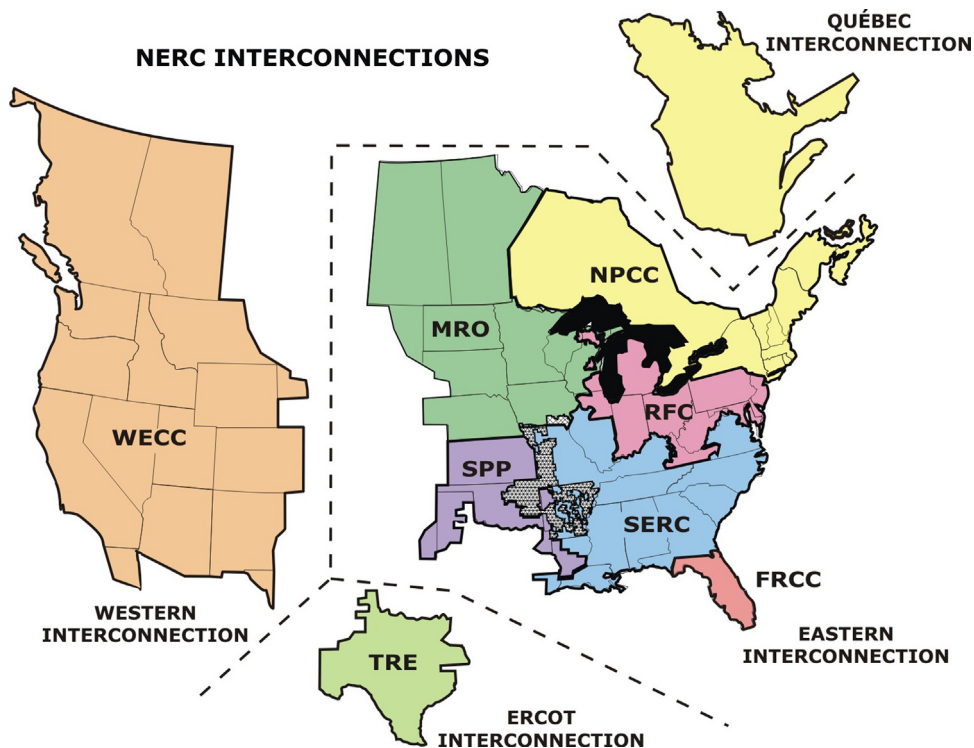 QUÉBEC
INTERCONNECTION
NERC INTERCONNECTIONS
NPCC
MRO
RFC
WECC
SPP
SERC
FRCC
WESTERN
INTERCONNECTION
EASTERN
INTERCONNECTION
TRE
ERCOT
INTERCONNECTION